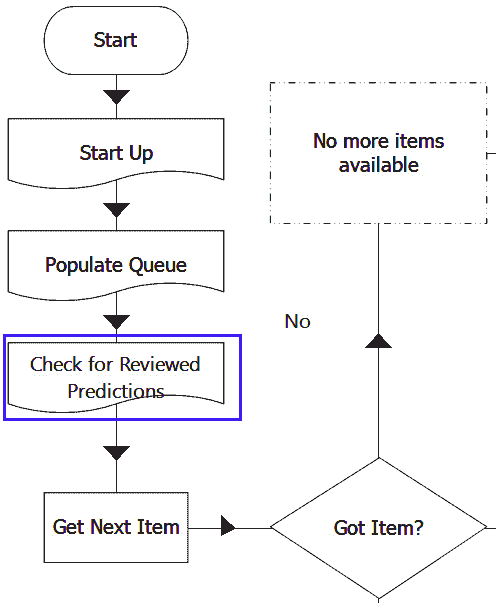 Start
Start Up
Populate Queue
Check for Reviewed
Predictions
Get Next Item
Got Item?
No
No more items
available